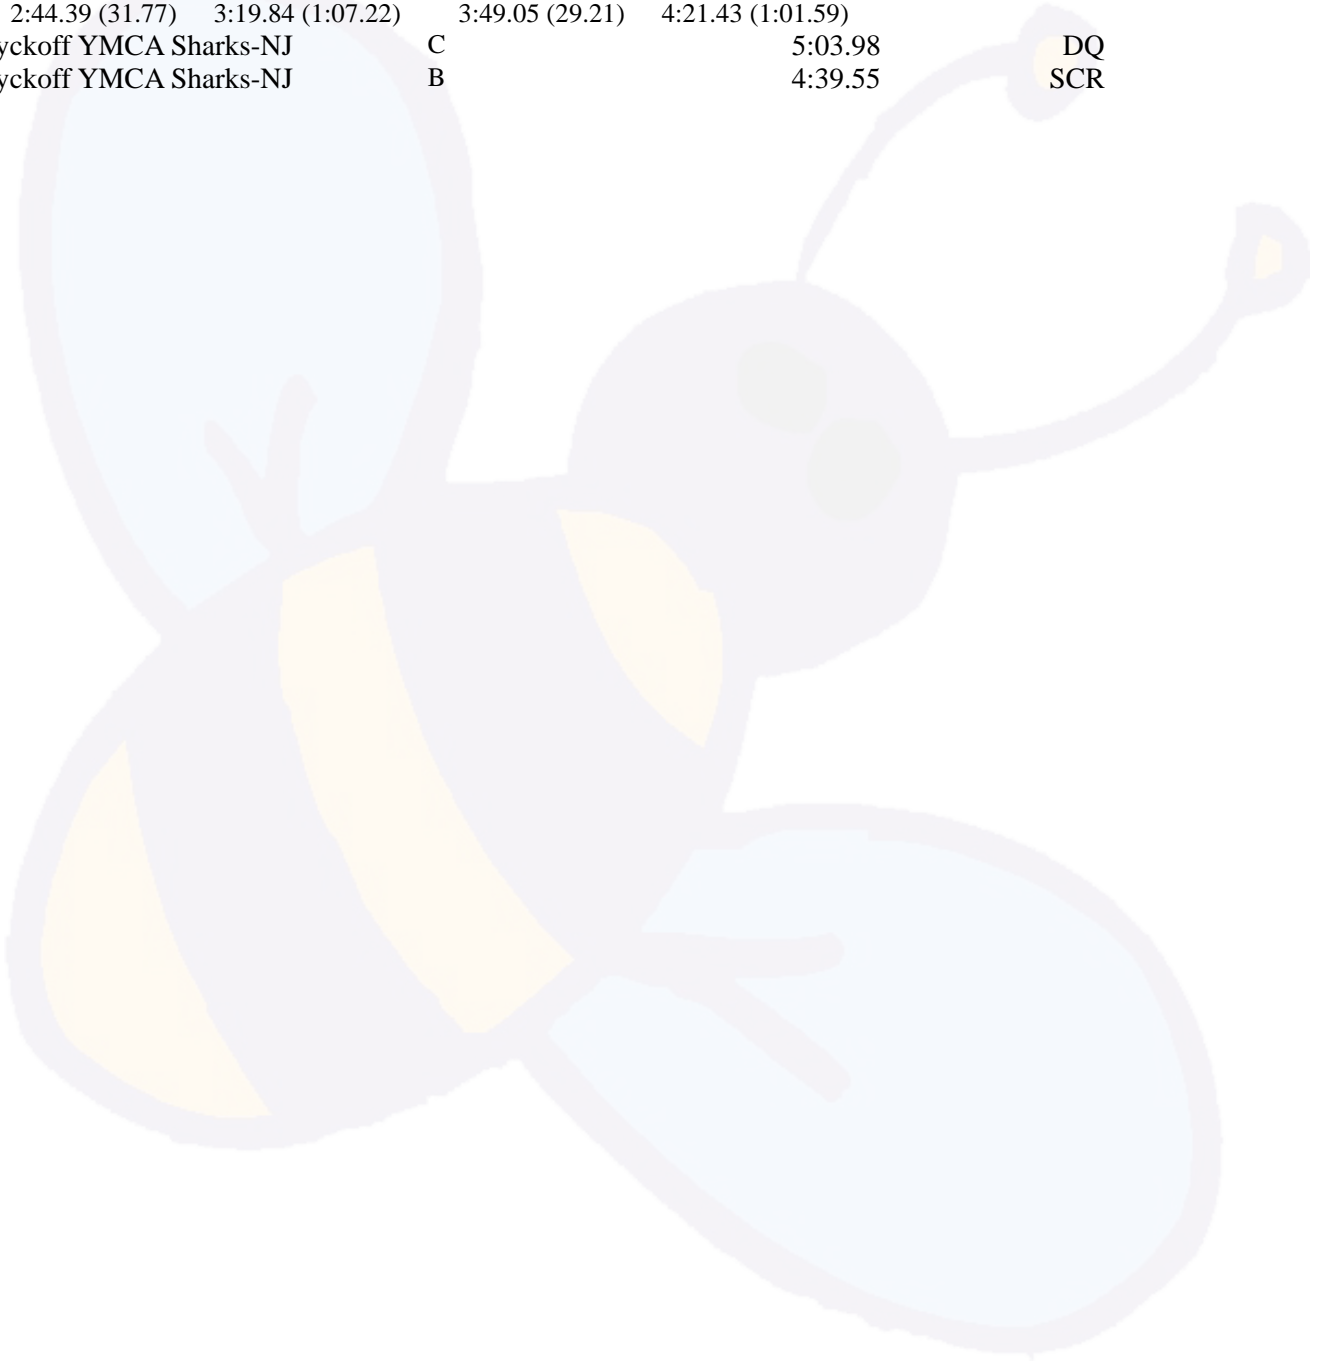 2:44.39 (31.77) 3:19.84 (1:07.22) 3:49.05 (29.21) 4:21.43 (1:01.59)
yckoff YMCA Sharks-NJ C 5:03.98 DQ
yckoff YMCA Sharks-NJ B 4:39.55 SCR